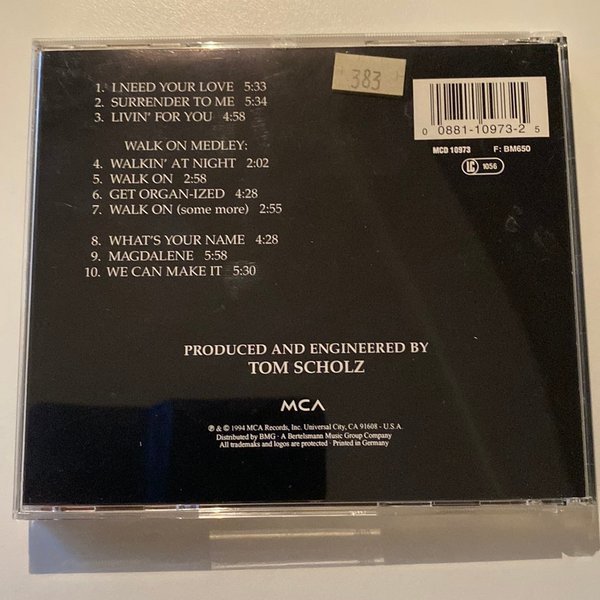 383
1. I NEED YOUR LOVE 5:33
2. SURRENDER TO ME 5:34
3. LIVIN' FOR YOU 4:58
WALK ON MEDLEY:
4. WALKIN' AT NIGHT 2:02
5. WALK ON 2:58
6. GET ORGAN-IZED 4:28
7. WALK ON (some more) 2:55
8. WHAT'S YOUR NAME 4:28
9. MAGDALENE 5:58
10. WE CAN MAKE IT 5:30
0 0881-10973-2 5
MCD 10973 F: BM650
LC 1056
PRODUCED AND ENGINEERED BY
TOM SCHOLZ
MCA
℗ & © 1994 MCA Records, Inc. Universal City, CA 91608 - U.S.A.
Distributed by BMG · A Bertelsmann Music Group Company
All trademaks and logos are protected · Printed in Germany